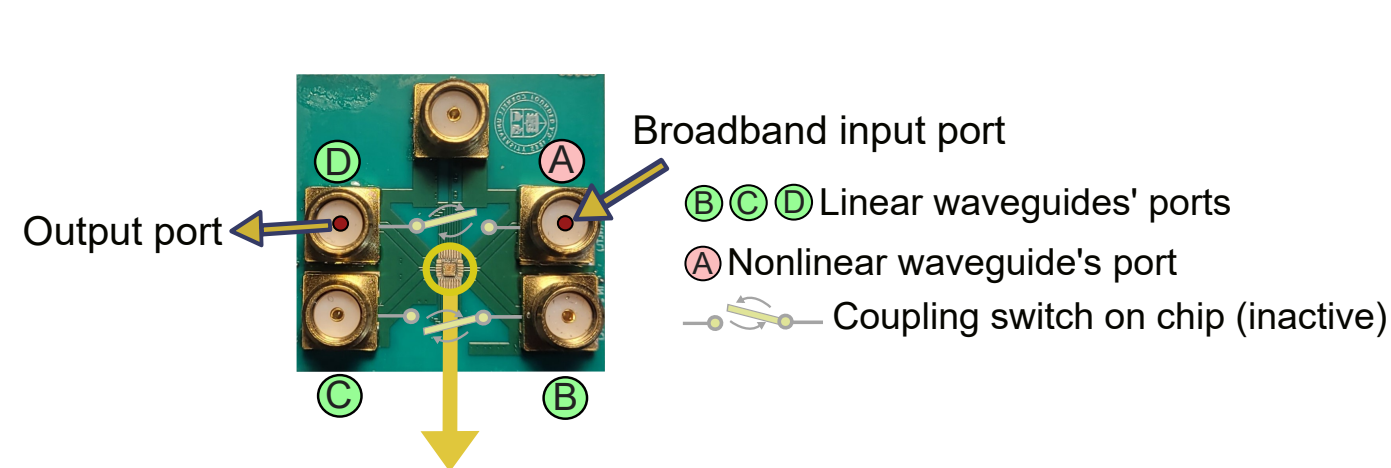 Broadband input port
D
A
Output port
B C D Linear waveguides' ports
A Nonlinear waveguide's port
Coupling switch on chip (inactive)
C
B